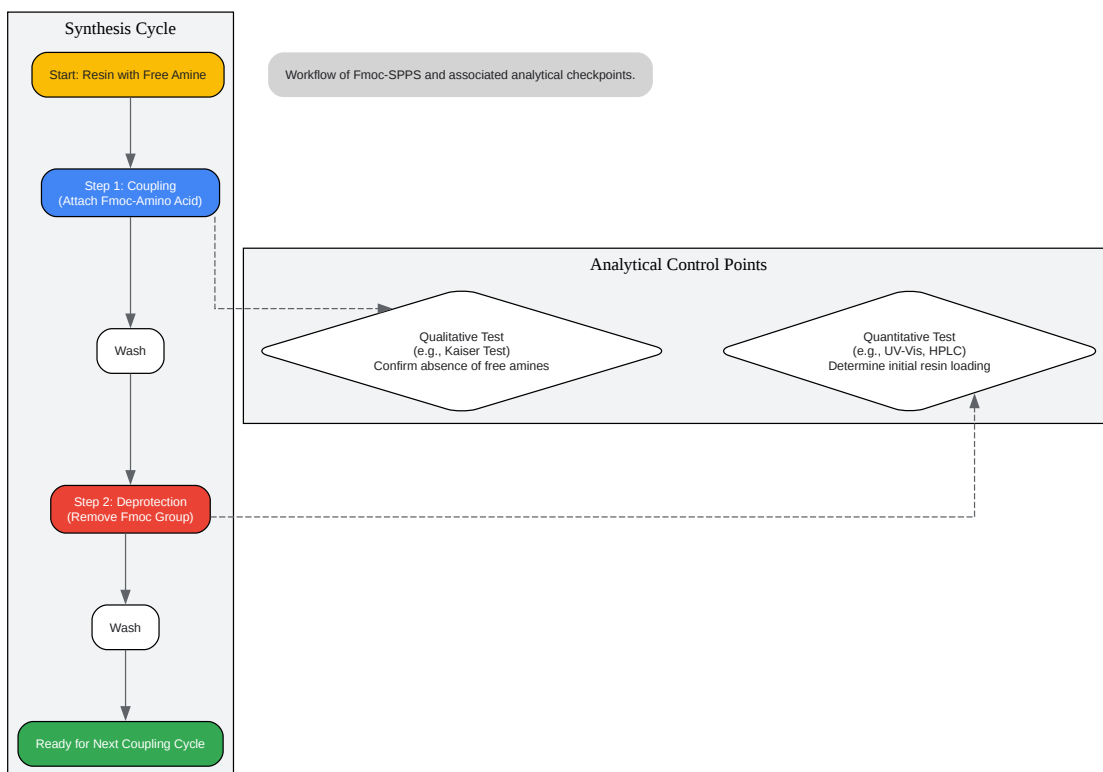 Synthesis Cycle
Start: Resin with Free Amine
Workflow of Fmoc-SPPS and associated analytical checkpoints.
Step 1: Coupling
(Attach Fmoc-Amino Acid)
Analytical Control Points
Qualitative Test
(e.g., Kaiser Test)
Confirm absence of free amines
Quantitative Test
(e.g., UV-Vis, HPLC)
Determine initial resin loading
Wash
Step 2: Deprotection
(Remove Fmoc Group)
Wash
Ready for Next Coupling Cycle